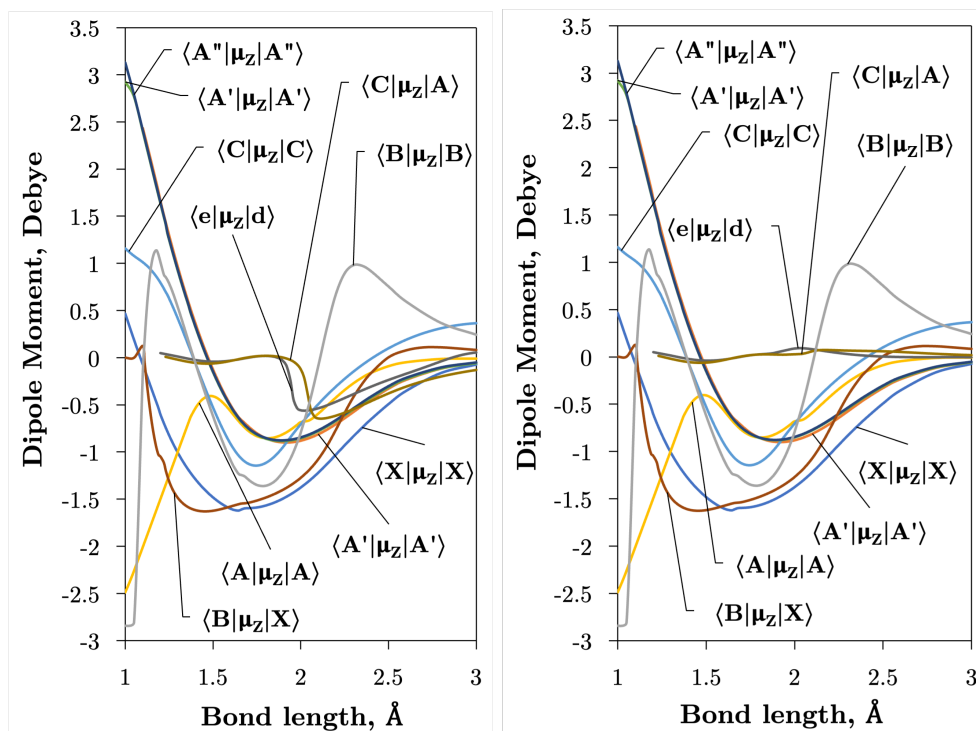 3.5
3
2.5
2
1.5
1
0.5
0
-0.5
-1
-1.5
-2
-2.5
-3
Dipole Moment, Debye
⟨A"|μz|A"⟩
⟨A'|μz|A'⟩
⟨C|μz|A⟩
⟨C|μz|C⟩
⟨B|μz|B⟩
⟨e|μz|d⟩
⟨X|μz|X⟩
⟨A'|μz|A'⟩
⟨A|μz|A⟩
⟨B|μz|X⟩
1 1.5 2 2.5 3
Bond length, Å
3.5
3
2.5
2
1.5
1
0.5
0
-0.5
-1
-1.5
-2
-2.5
-3
Dipole Moment, Debye
⟨A"|μz|A"⟩
⟨C|μz|A⟩
⟨A'|μz|A'⟩
⟨C|μz|C⟩
⟨B|μz|B⟩
⟨e|μz|d⟩
⟨X|μz|X⟩
⟨A'|μz|A'⟩
⟨A|μz|A⟩
⟨B|μz|X⟩
1 1.5 2 2.5 3
Bond length, Å